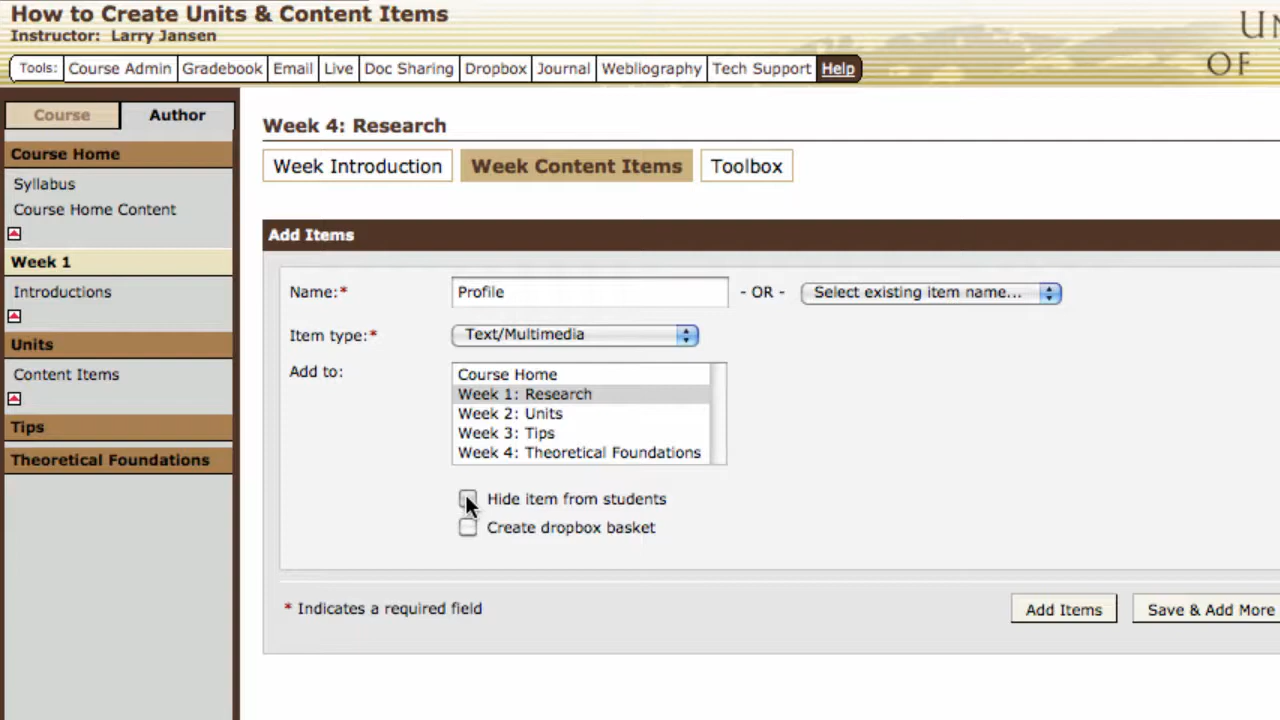 How to Create Units & Content Items
Instructor: Larry Jansen
OF
Tools: Course Admin Gradebook Email Live Doc Sharing Dropbox Journal Webliography Tech Support Help
Course Author
Course Home
Syllabus
Course Home Content
Week 1
Introductions
Units
Content Items
Tips
Theoretical Foundations
Week 4: Research
Week Introduction Week Content Items Toolbox
Add Items
Name:* Profile - OR - Select existing item name...
Item type:* Text/Multimedia
Add to: Course Home
Week 1: Research
Week 2: Units
Week 3: Tips
Week 4: Theoretical Foundations
Hide item from students
Create dropbox basket
* Indicates a required field
Add Items Save & Add More